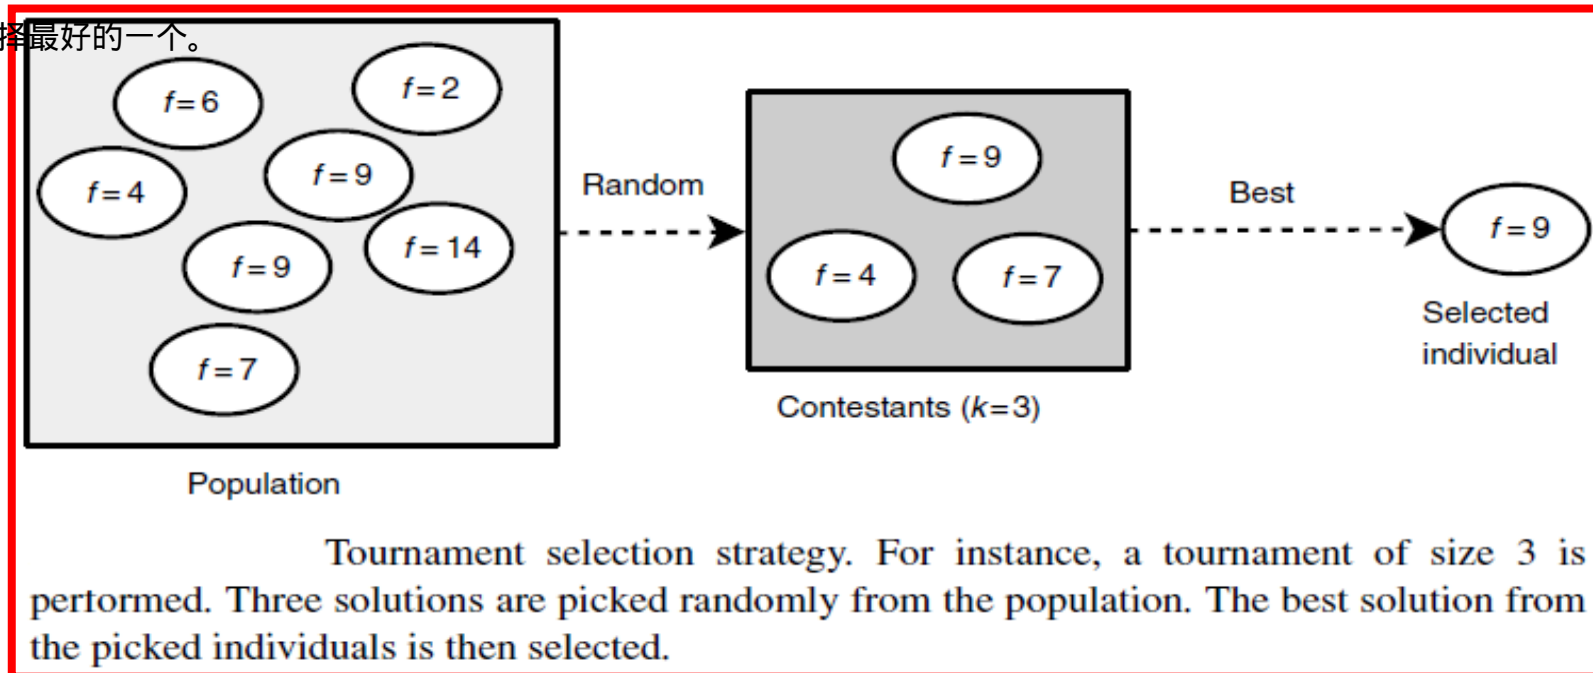 择最好的一个。
f=6
f=2
f=4
f=9
f=9
f=14
f=7
Population
Random
f=9
f=4
f=7
Contestants (k=3)
Best
f=9
Selected
individual
Tournament selection strategy. For instance, a tournament of size 3 is
performed. Three solutions are picked randomly from the population. The best solution from
the picked individuals is then selected.